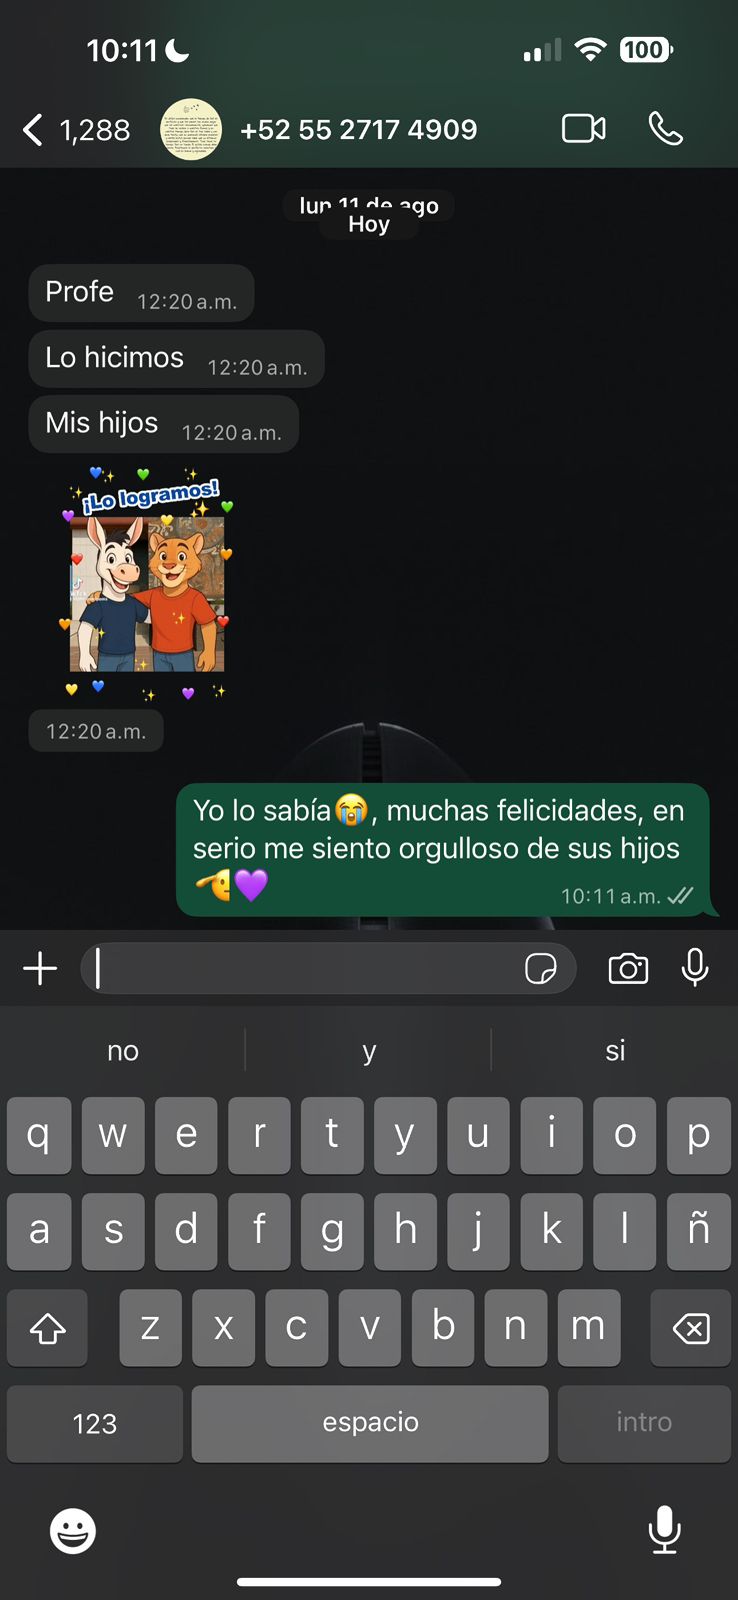 10:11
100
1,288
+52 55 2717 4909
lun 11 de ago
Hoy
Profe 12:20 a.m.
Lo hicimos 12:20 a.m.
Mis hijos 12:20 a.m.
¡Lo logramos!
12:20 a.m.
Yo lo sabía😭, muchas felicidades, en
serio me siento orgulloso de sus hijos
🫡💜 10:11 a.m.
no y si
q w e r t y u i o p
a s d f g h j k l ñ
z x c v b n m
123 espacio intro